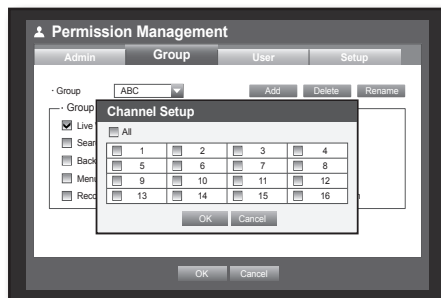 Permission Management
Admin Group User Setup
· Group ABC Add Delete Rename
· Group
Channel Setup
Live
All
1 2 3 4
5 6 7 8
9 10 11 12
13 14 15 16
OK Cancel
OK Cancel